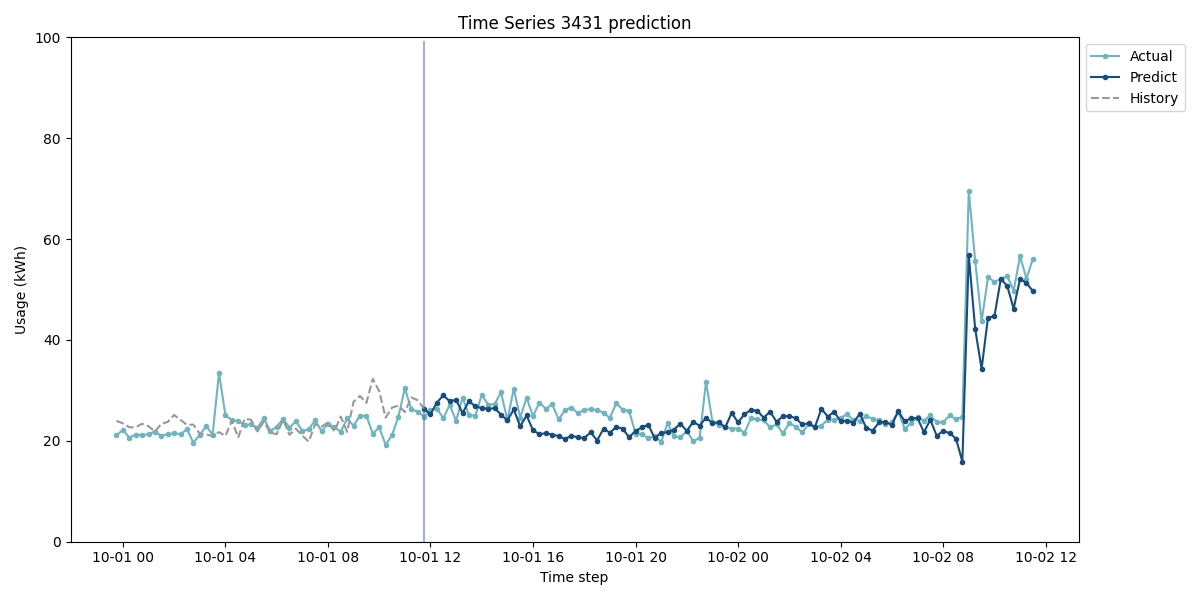 Time Series 3431 prediction
100
80
60
40
20
0
Usage (kWh)
10-01 00
10-01 04
10-01 08
10-01 12
10-01 16
10-01 20
10-02 00
10-02 04
10-02 08
10-02 12
Time step
Actual
Predict
History